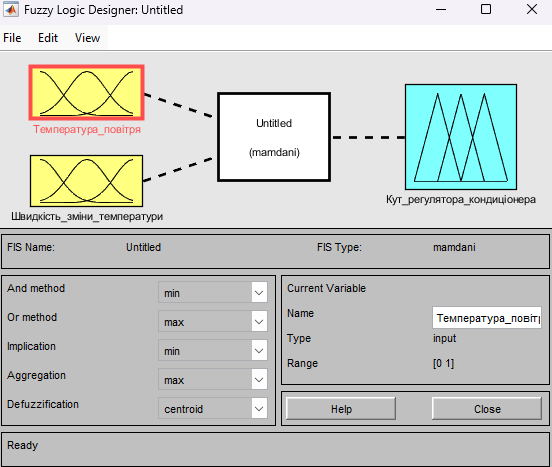 Fuzzy Logic Designer: Untitled
File Edit View
Температура_повітря
Untitled
(mamdani)
Швидкість_зміни_температури
Кут_регулятора_кондиціонера
FIS Name: Untitled FIS Type: mamdani
And method min
Or method max
Implication min
Aggregation max
Defuzzification centroid
Current Variable
Name Температура_повітр
Type input
Range [0 1]
Help Close
Ready